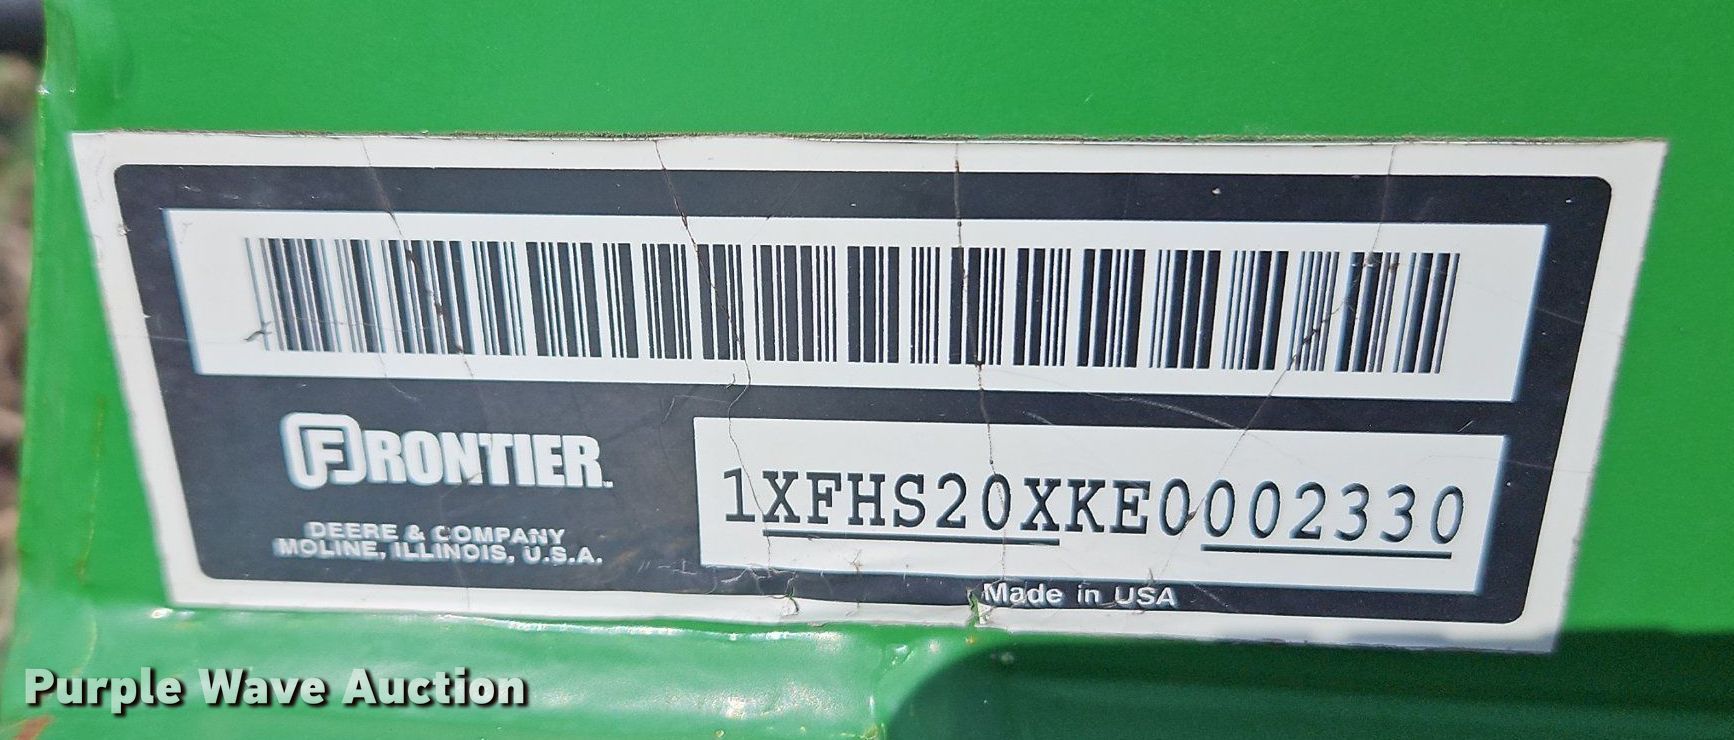 FRONTIER
DEERE & COMPANY
MOLINE, ILLINOIS, U.S.A.
1XFHS20XKE0002330
Made in USA
Purple Wave Auction